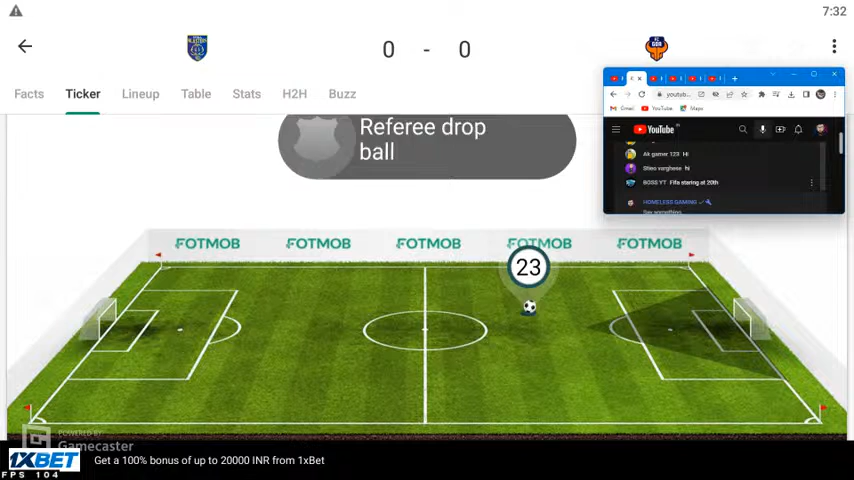 7:32
0 - 0
Facts
Ticker
Lineup
Table
Stats
H2H
Buzz
Referee drop
ball
Gmail
YouTube
Maps
YouTube
Ak gamer 123 Hi
hi
BOSS YT Fifa staring at 20th
HOMELESS GAMING
Say something...
FOTMOB
FOTMOB
FOTMOB
FOTMOB
FOTMOB
23
POWERED BY
Gamecaster
1XBET
Get a 100% bonus of up to 20000 INR from 1xBet
FPS 104